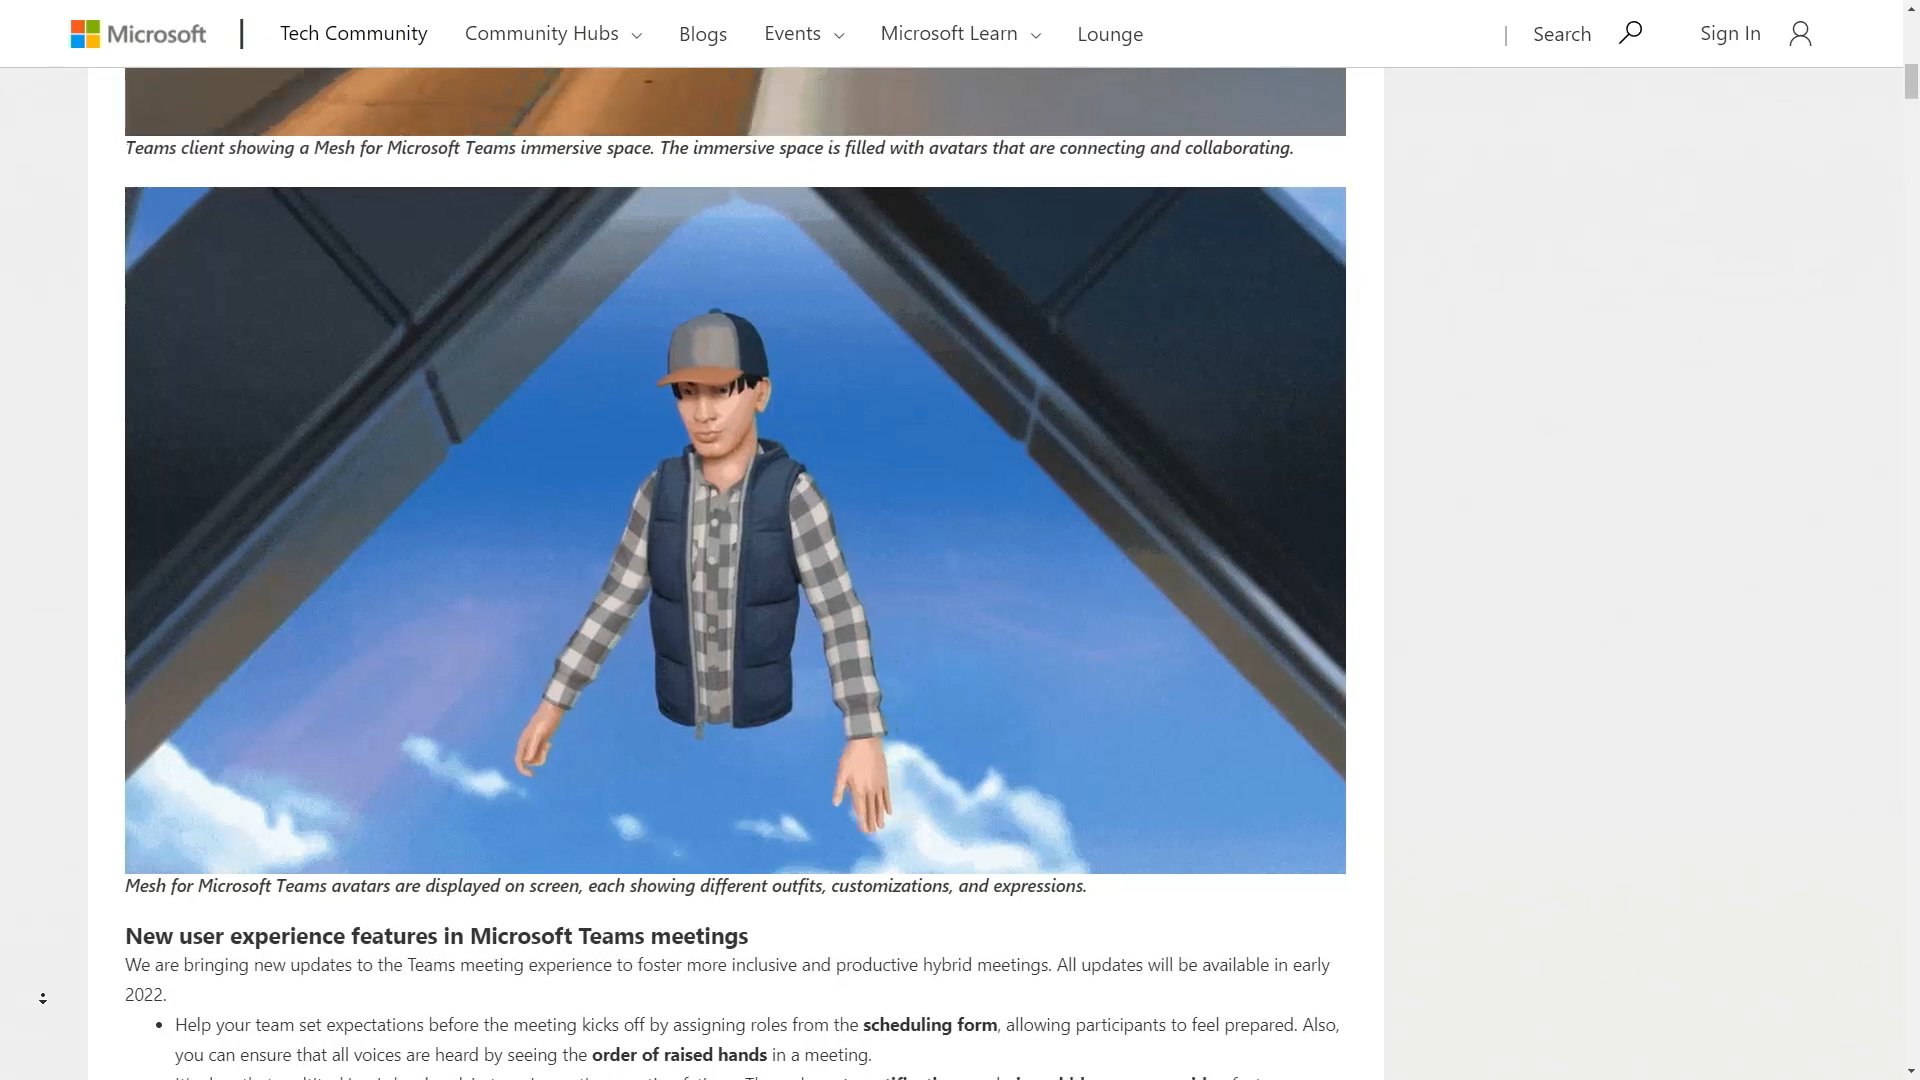 Microsoft
Tech Community
Community Hubs
Blogs
Events
Microsoft Learn
Lounge
Search
Sign In
Teams client showing a Mesh for Microsoft Teams immersive space. The immersive space is filled with avatars that are connecting and collaborating.
Mesh for Microsoft Teams avatars are displayed on screen, each showing different outfits, customizations, and expressions.
New user experience features in Microsoft Teams meetings
We are bringing new updates to the Teams meeting experience to foster more inclusive and productive hybrid meetings. All updates will be available in early
2022.
• Help your team set expectations before the meeting kicks off by assigning roles from the scheduling form, allowing participants to feel prepared. Also,
you can ensure that all voices are heard by seeing the order of raised hands in a meeting.